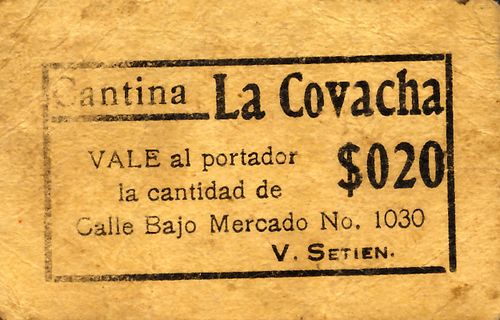 Cantina La Covacha
VALE al portador $020
la cantidad de
Calle Bajo Mercado No. 1030
V. SETIEN.